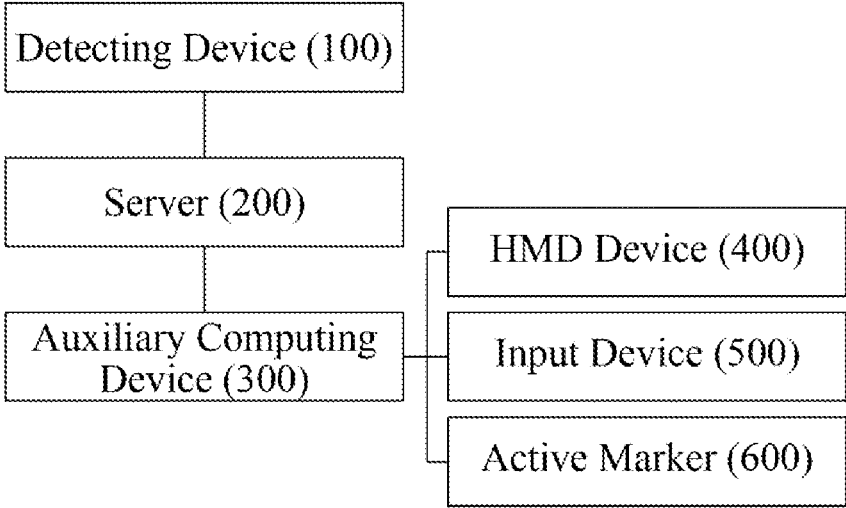 Detecting Device (100)
Server (200)
HMD Device (400)
Auxiliary Computing
Device (300)
Input Device (500)
Active Marker (600)